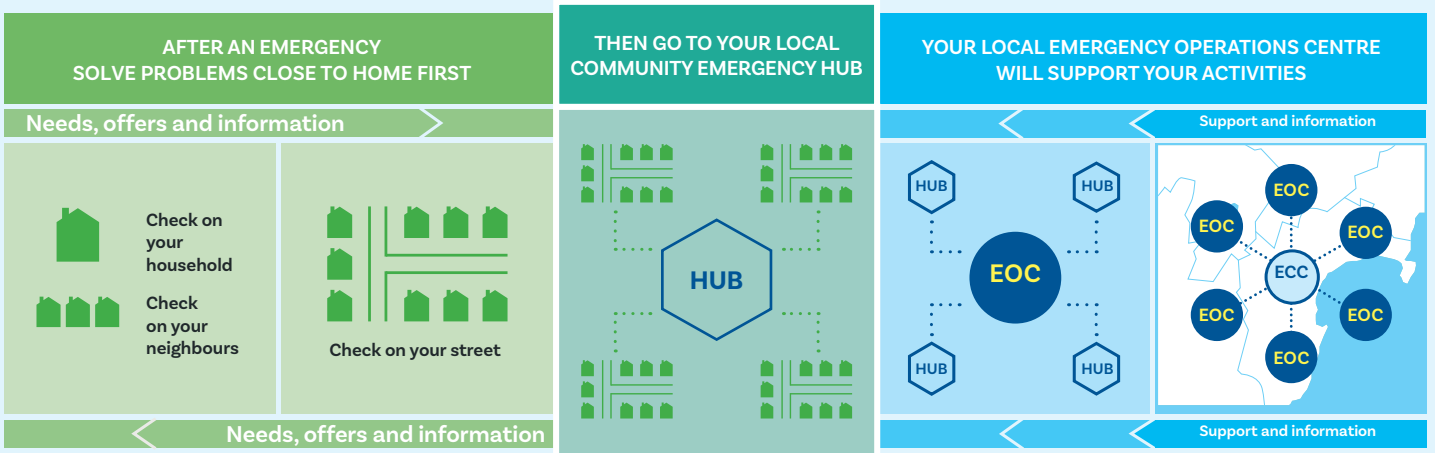 AFTER AN EMERGENCY
SOLVE PROBLEMS CLOSE TO HOME FIRST
Needs, offers and information
Check on
your
household
Check
on your
neighbours
Check on your street
Needs, offers and information
THEN GO TO YOUR LOCAL
COMMUNITY EMERGENCY HUB
HUB
YOUR LOCAL EMERGENCY OPERATIONS CENTRE
WILL SUPPORT YOUR ACTIVITIES
Support and information
HUB
HUB
EOC
HUB
HUB
EOC
EOC
EOC
ECC
EOC
EOC
EOC
Support and information